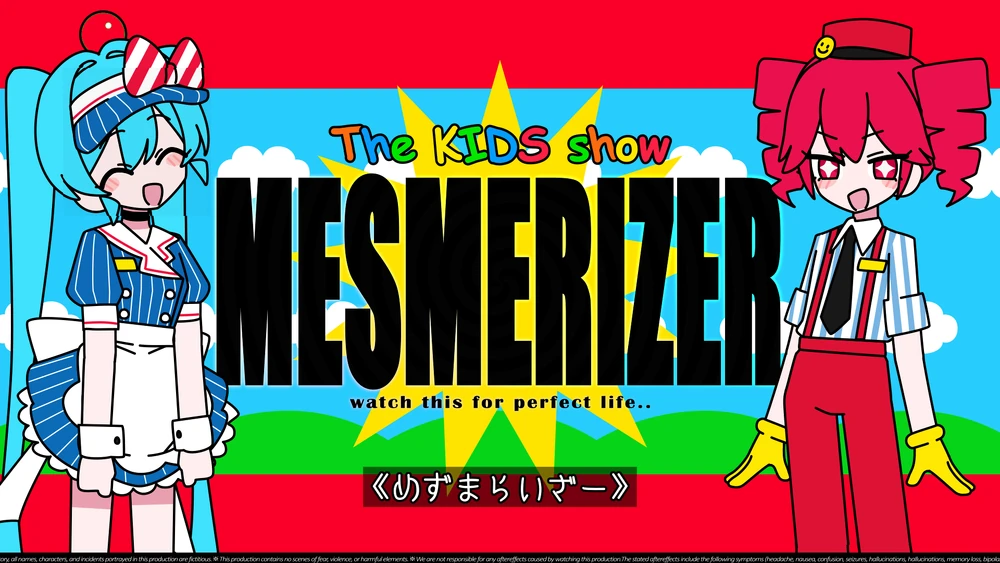 The KIDS show
MESMERIZER
watch this for perfect life..
《めずまらいざー》
ory, all names, characters, and incidents portrayed in this production are fictitious. ※ This production contains no scenes of fear, violence, or harmful elements. ※ We are not responsible for any aftereffects caused by watching this production.The stated aftereffects include the following symptoms (headache, nausea, confusion, seizures, hallucinations, hallucinations, memory loss, bipola